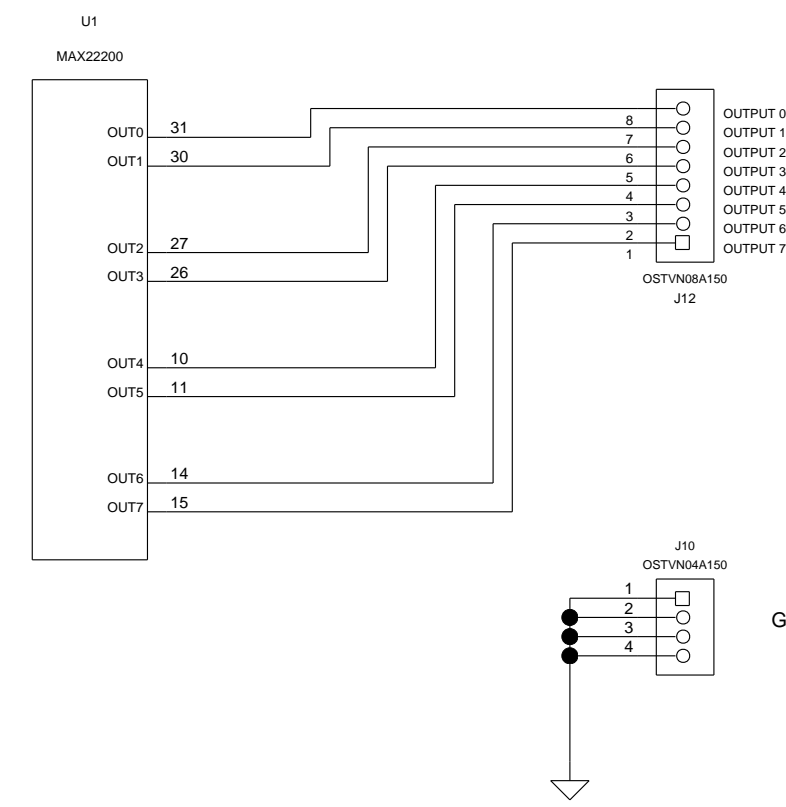 U1
MAX22200
OUT0 31
OUT1 30
OUT2 27
OUT3 26
OUT4 10
OUT5 11
OUT6 14
OUT7 15
8 OUTPUT 0
7 OUTPUT 1
6 OUTPUT 2
5 OUTPUT 3
4 OUTPUT 4
3 OUTPUT 5
2 OUTPUT 6
1 OUTPUT 7
OSTVN08A150
J12
J10
OSTVN04A150
1
2
3
4
G